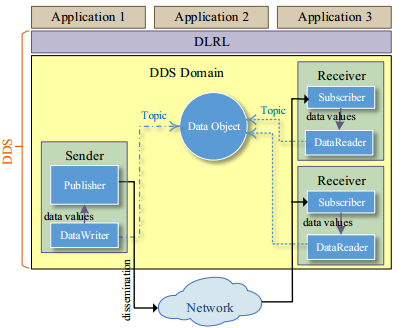 Application 1
Application 2
Application 3
DLRL
DDS
DDS Domain
Receiver
Subscriber
data values
DataReader
Topic
Topic
Data Object
Sender
Publisher
data values
DataWriter
Receiver
Subscriber
data values
DataReader
dissemination
Network